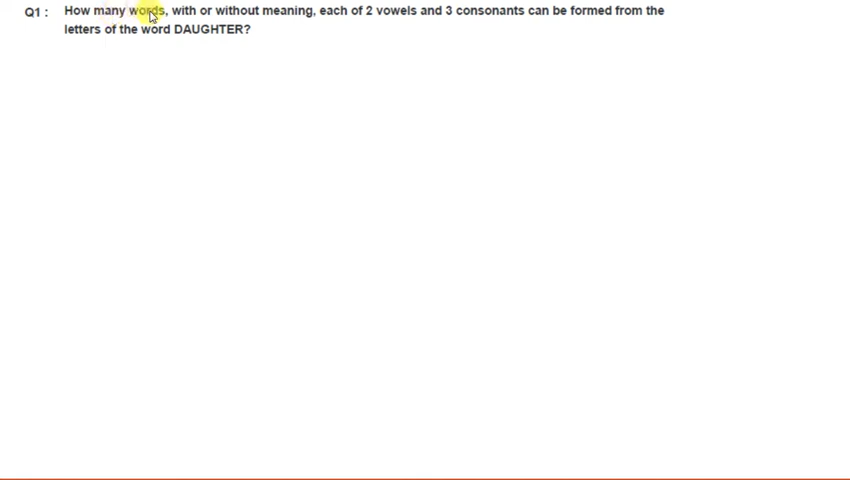 Q1 : How many words, with or without meaning, each of 2 vowels and 3 consonants can be formed from the
letters of the word DAUGHTER?